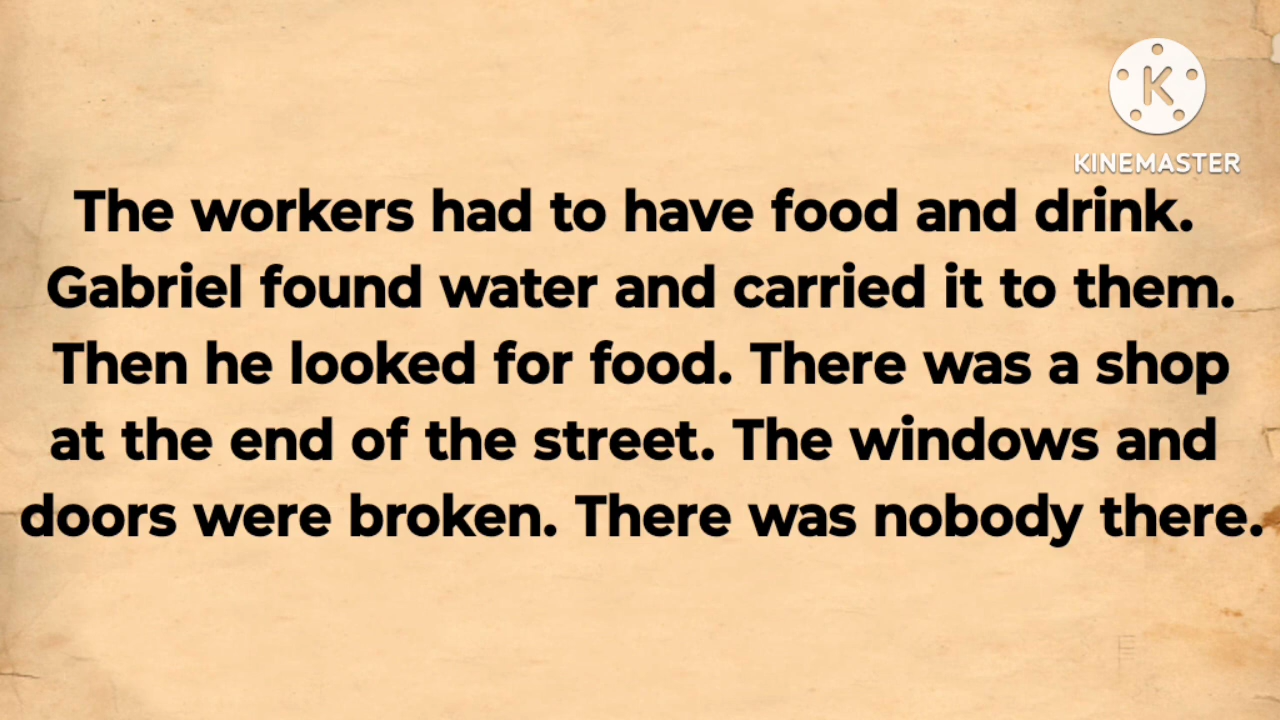 KINEMASTER
The workers had to have food and drink.
Gabriel found water and carried it to them.
Then he looked for food. There was a shop
at the end of the street. The windows and
doors were broken. There was nobody there.